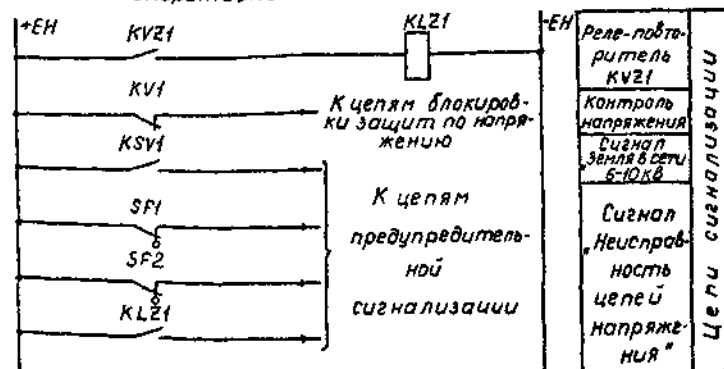 +EH
KVZ1
KLZ1
-EH
Реле-повто-
ритель
KVZ1
KV1
К цепям блокиров-
ки защит по напря-
жению
Контроль
напряжения
KSV1
Сигнал
„Земля в сети
6-10кВ
SF1
SF2
KLZ1
К цепям
предупредитель-
ной
сигнализации
Сигнал
„Неисправ-
ность
цепей
напряже-
ния"
Цепи сигнализации